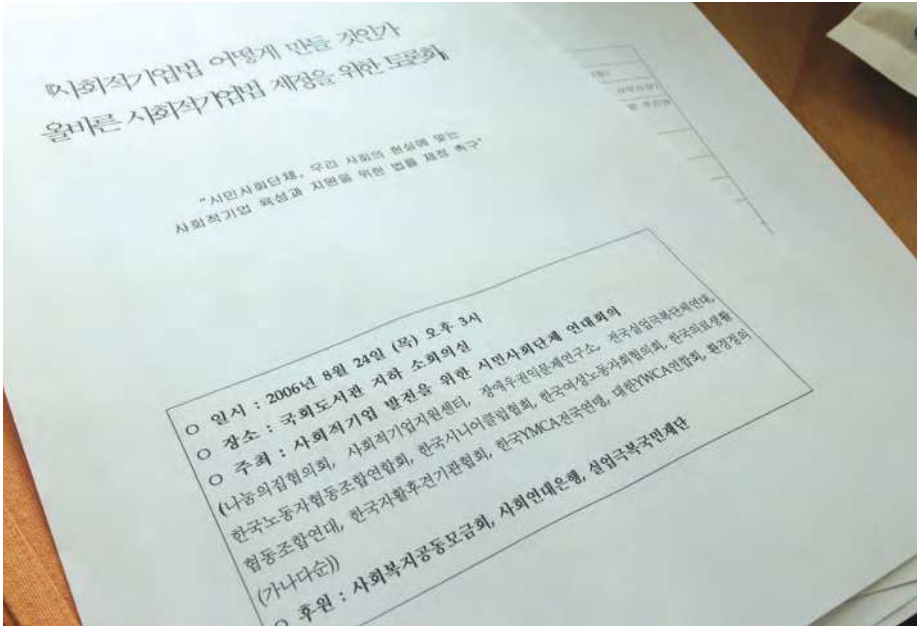 『사회적기업법 어떻게 만들 것인가
올바른 사회적기업법 제정을 위한 토론회』
"시민사회단체, 우리 사회의 현실에 맞는
사회적기업 육성과 지원을 위한 법률 제정 촉구"
○ 일시 : 2006년 8월 24일 (목) 오후 3시
○ 장소 : 국회도서관 지하 소회의실
○ 주최 : 사회적기업 발전을 위한 시민사회단체 연대회의
(나눔의집협의회, 사회적기업지원센터, 장애우권익문제연구소, 전국실업극복단체연대,
한국노동자협동조합연합회, 한국시니어클럽협회, 한국여성노동자회협의회, 한국의료생활
협동조합연대, 한국자활후견기관협회, 한국YMCA전국연맹, 대한YWCA연합회, 환경정의
(가나다순))
○ 후원 : 사회복지공동모금회, 사회연대은행, 실업극복국민재단